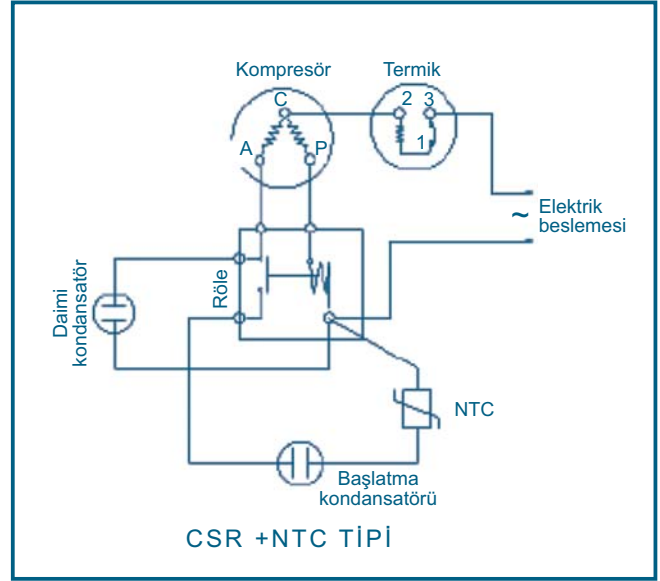 Kompresör
Termik
C
2 3
1
A
P
~ Elektrik
beslemesi
Röle
Daimi
kondansatör
NTC
Başlatma
kondansatörü
CSR +NTC TİPİ